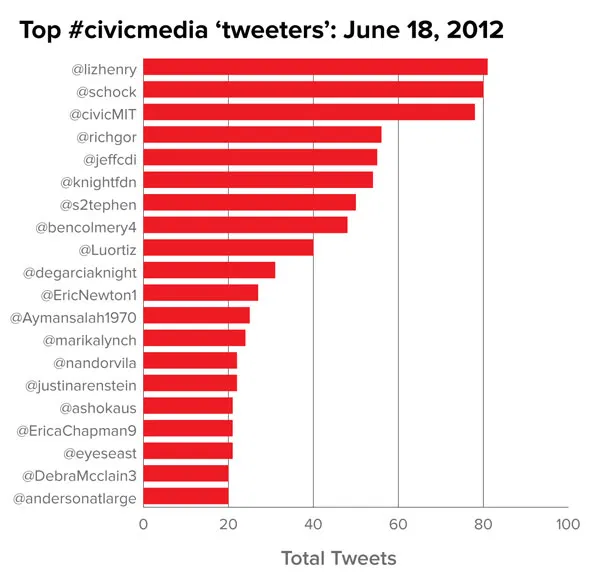 Top #civicmedia ‘tweeters’: June 18, 2012
@lizhenry
@schock
@civicMIT
@richgor
@jeffcdi
@knightfdn
@s2tephen
@bencolmery4
@Luortiz
@degarciaknight
@EricNewton1
@Aymansalah1970
@marikalynch
@nandorvila
@justinarenstein
@ashokaus
@EricaChapman9
@eyeseast
@DebraMcclain3
@andersonatlarge
0 20 40 60 80 100
Total Tweets